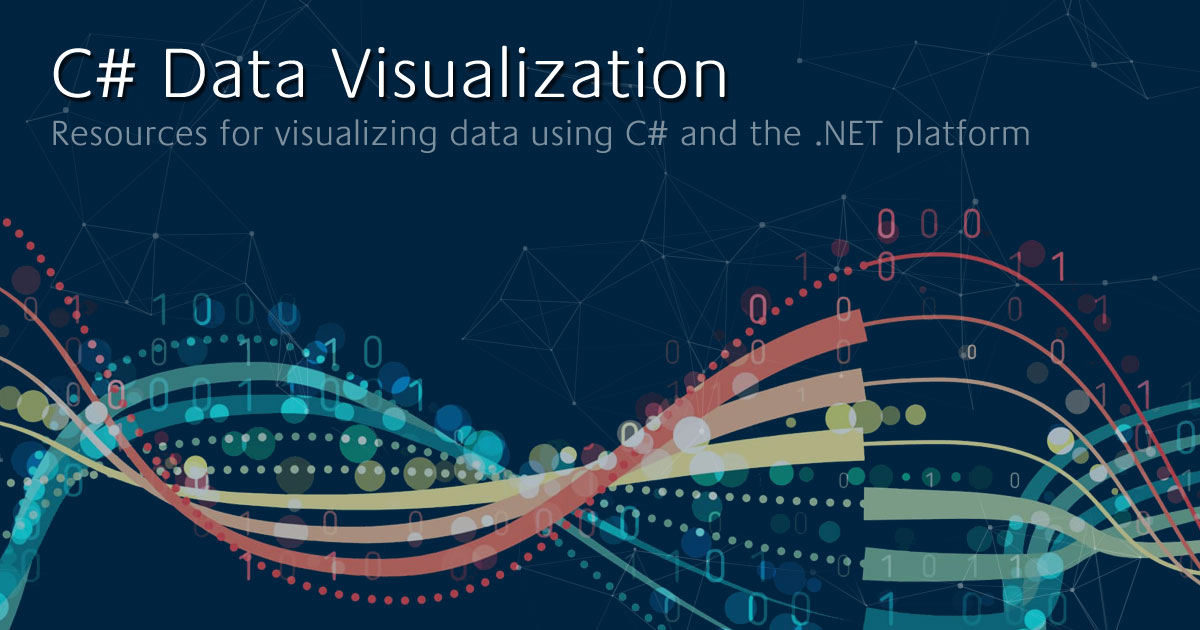 C# Data Visualization
Resources for visualizing data using C# and the .NET platform